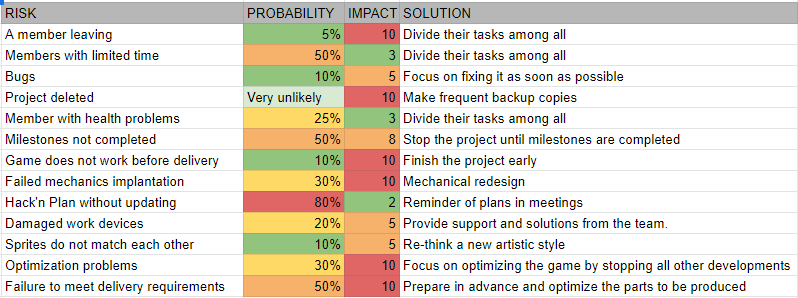 RISK PROBABILITY IMPACT SOLUTION
A member leaving 5% 10 Divide their tasks among all
Members with limited time 50% 3 Divide their tasks among all
Bugs 10% 5 Focus on fixing it as soon as possible
Project deleted Very unlikely 10 Make frequent backup copies
Member with health problems 25% 3 Divide their tasks among all
Milestones not completed 50% 8 Stop the project until milestones are completed
Game does not work before delivery 10% 10 Finish the project early
Failed mechanics implantation 30% 10 Mechanical redesign
Hack'n Plan without updating 80% 2 Reminder of plans in meetings
Damaged work devices 20% 5 Provide support and solutions from the team.
Sprites do not match each other 10% 5 Re-think a new artistic style
Optimization problems 30% 10 Focus on optimizing the game by stopping all other developments
Failure to meet delivery requirements 50% 10 Prepare in advance and optimize the parts to be produced